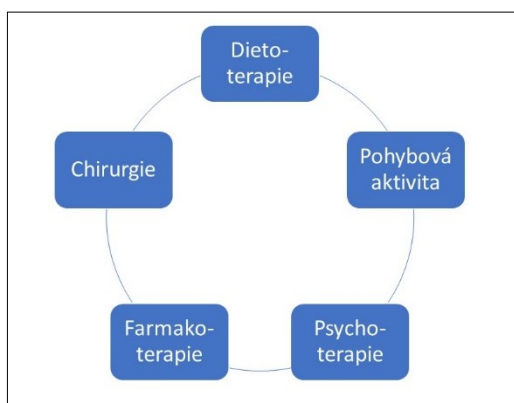 Dieto-
terapie
Pohybová
aktivita
Psycho-
terapie
Farmako-
terapie
Chirurgie